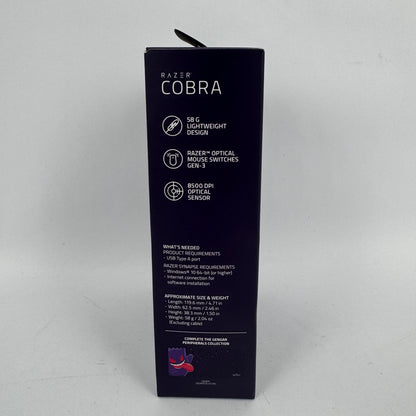 RAZER™
COBRA
58 G
LIGHTWEIGHT
DESIGN
RAZER™ OPTICAL
MOUSE SWITCHES
GEN-3
8500 DPI
OPTICAL
SENSOR
WHAT'S NEEDED
PRODUCT REQUIREMENTS
• USB Type A port
RAZER SYNAPSE REQUIREMENTS
• Windows® 10 64-bit (or higher)
• Internet connection for
software installation
APPROXIMATE SIZE & WEIGHT
• Length: 119.6 mm / 4.71 in
• Width: 62.5 mm / 2.46 in
• Height: 38.1 mm / 1.50 in
• Weight: 58 g / 2.04 oz
(Excluding cable)
COMPLETE THE GENGAR
PERIPHERALS COLLECTION